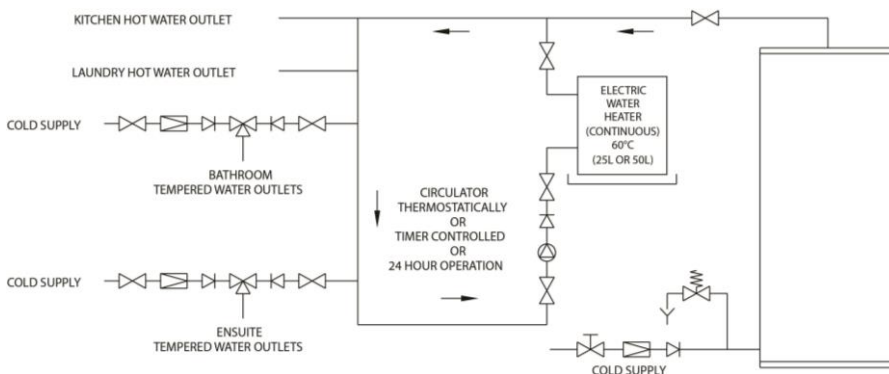 KITCHEN HOT WATER OUTLET
LAUNDRY HOT WATER OUTLET
COLD SUPPLY
BATHROOM
TEMPERED WATER OUTLETS
ELECTRIC
WATER
HEATER
(CONTINUOUS)
60°C
(25L OR 50L)
CIRCULATOR
THERMOSTATICALLY
OR
TIMER CONTROLLED
OR
24 HOUR OPERATION
COLD SUPPLY
ENSUITE
TEMPERED WATER OUTLETS
COLD SUPPLY